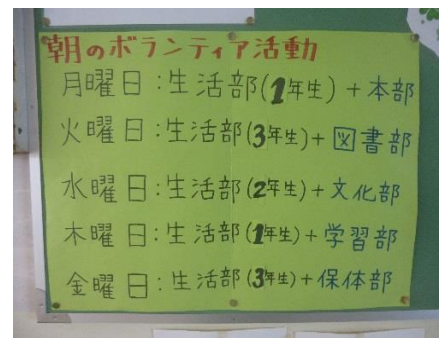 朝のボランティア活動
月曜日:生活部(1年生)+本部
火曜日:生活部(3年生)+図書部
水曜日:生活部(2年生)+文化部
木曜日:生活部(1年生)+学習部
金曜日:生活部(3年生)+保体部